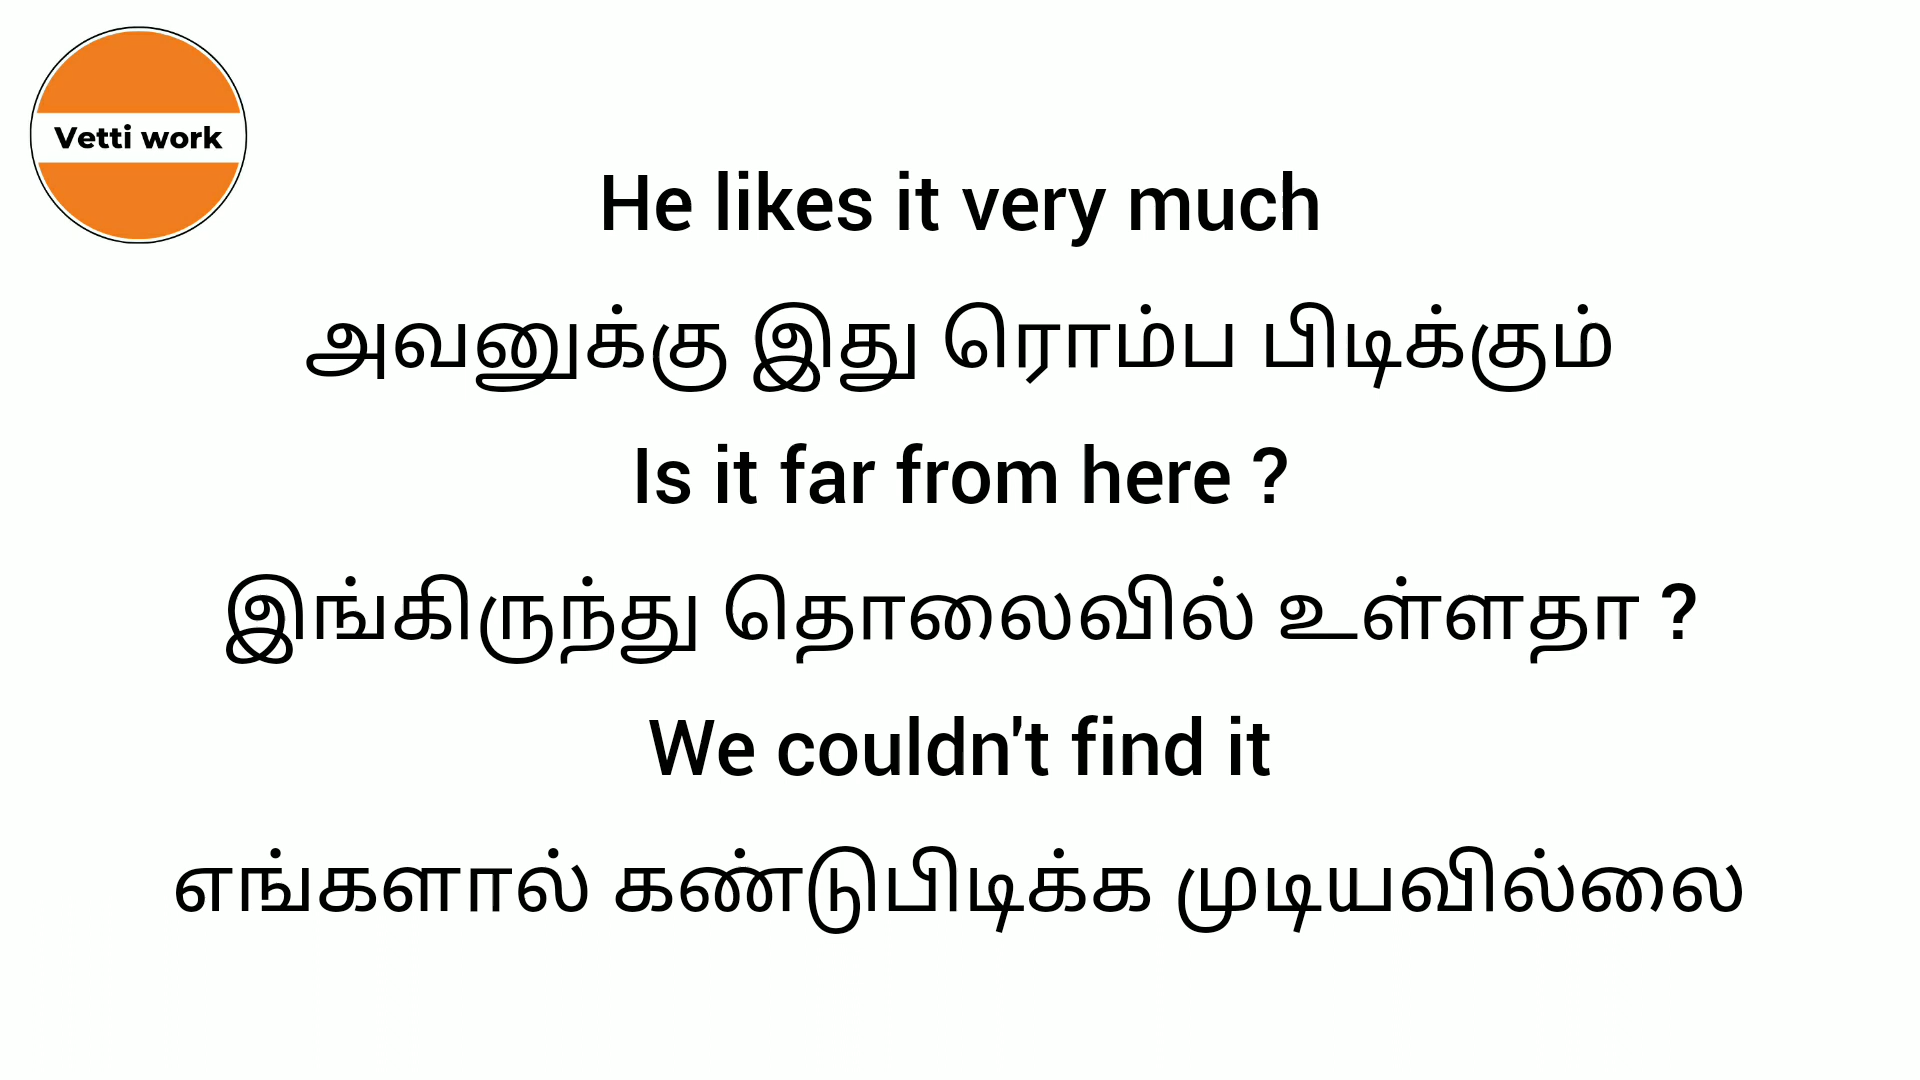 Vetti work
He likes it very much
அவனுக்கு இது ரொம்ப பிடிக்கும்
Is it far from here ?
இங்கிருந்து தொலைவில் உள்ளதா ?
We couldn't find it
எங்களால் கண்டுபிடிக்க முடியவில்லை